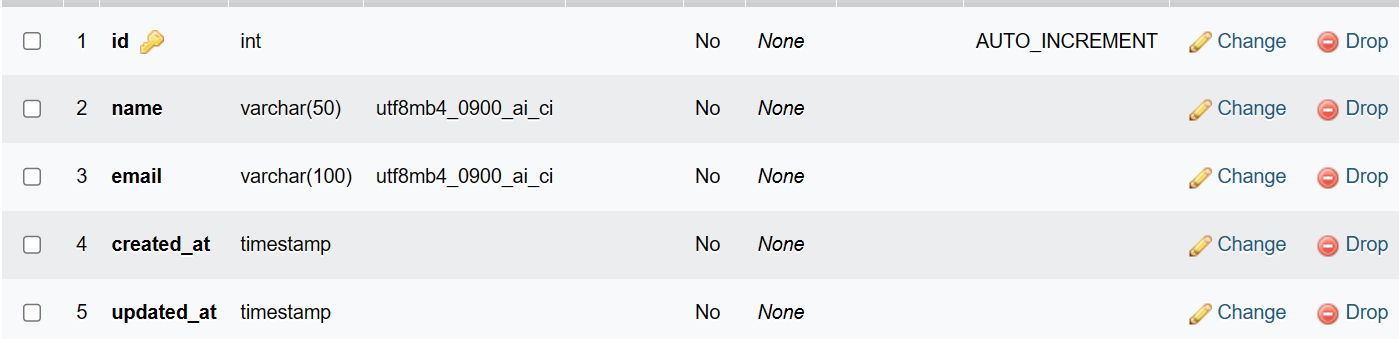 1 id int No None AUTO_INCREMENT Change Drop
2 name varchar(50) utf8mb4_0900_ai_ci No None Change Drop
3 email varchar(100) utf8mb4_0900_ai_ci No None Change Drop
4 created_at timestamp No None Change Drop
5 updated_at timestamp No None Change Drop